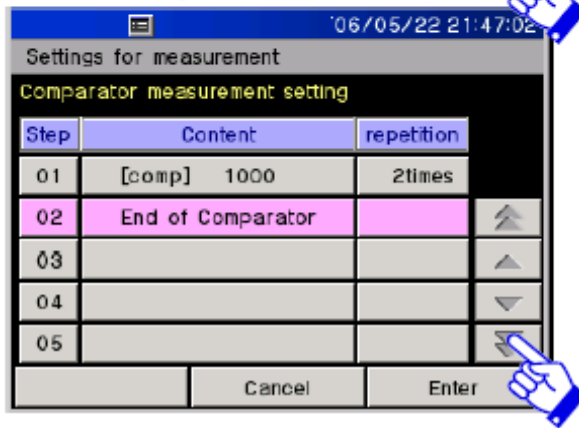 '06/05/22 21:47:02
Settings for measurement
Comparator measurement setting
Step Content repetition
01 [comp] 1000 2times
02 End of Comparator
03
04
05
Cancel Enter